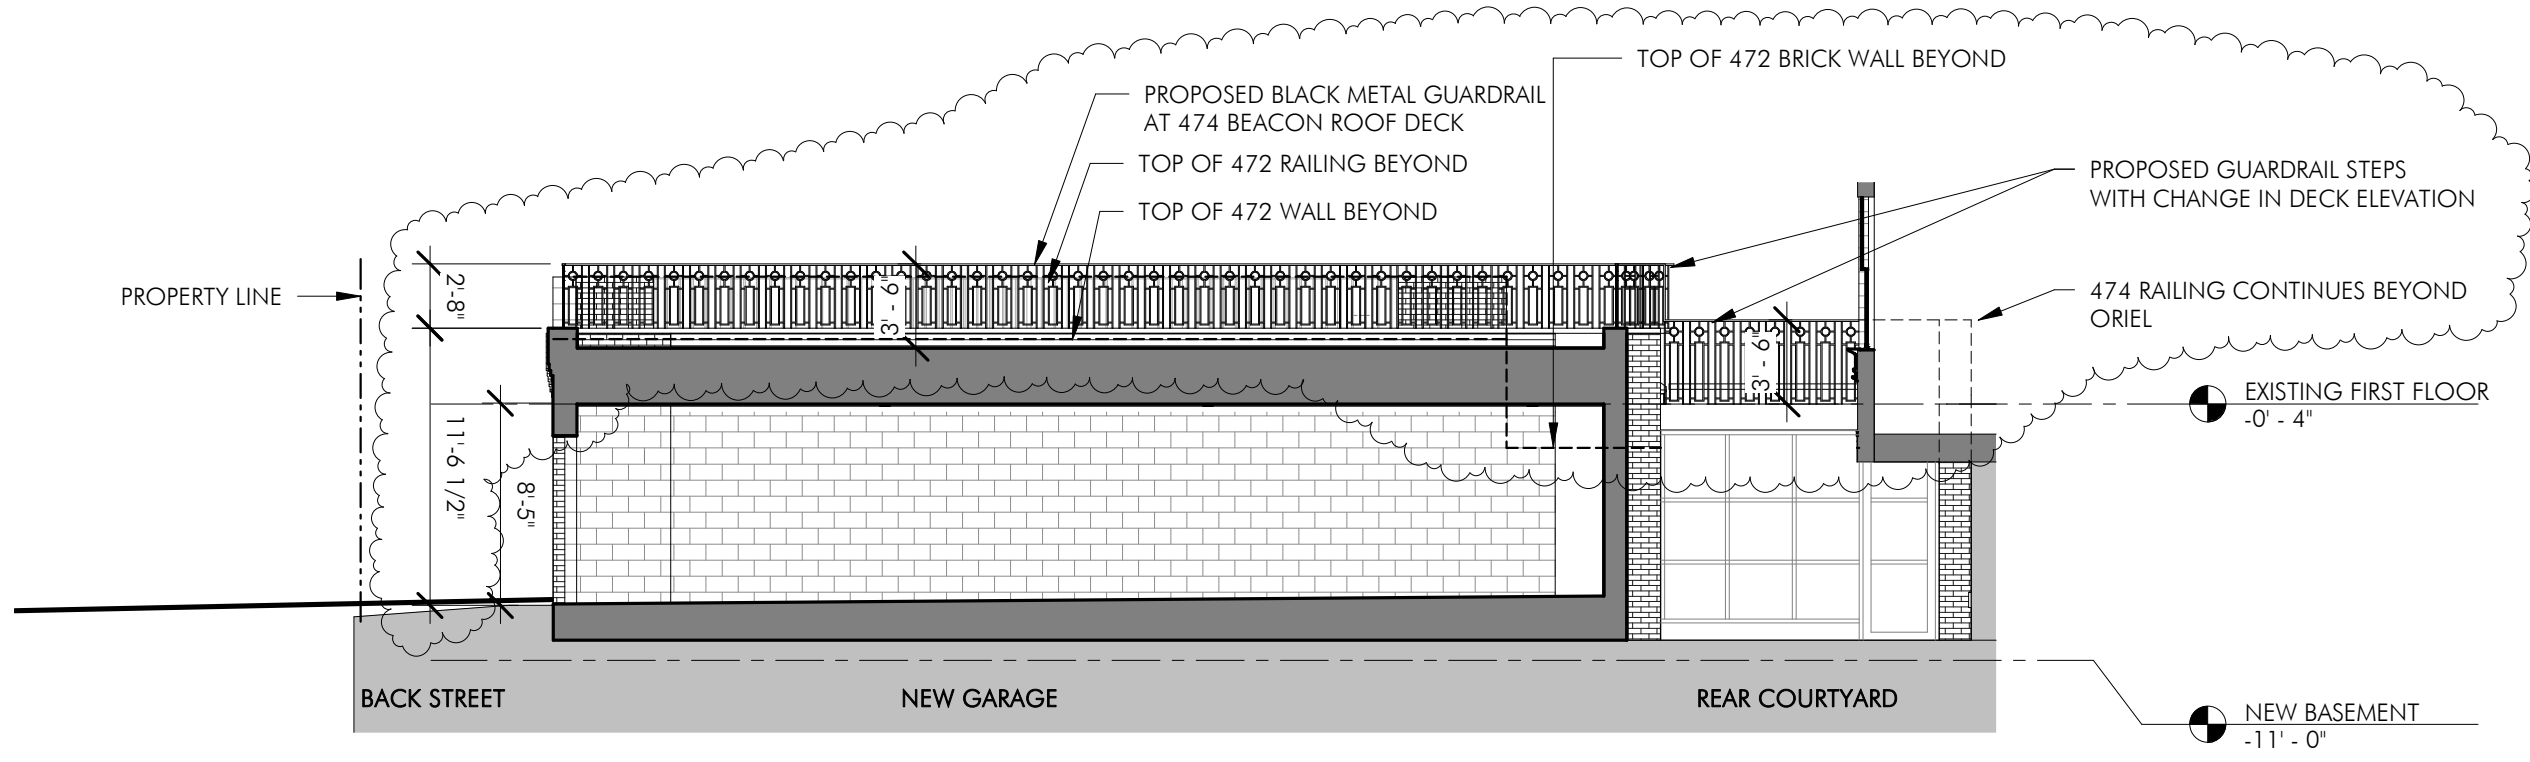 TOP OF 472 BRICK WALL BEYOND
PROPOSED BLACK METAL GUARDRAIL
AT 474 BEACON ROOF DECK
TOP OF 472 RAILING BEYOND
TOP OF 472 WALL BEYOND
PROPOSED GUARDRAIL STEPS
WITH CHANGE IN DECK ELEVATION
PROPERTY LINE
2'-8"
3' - 6"
474 RAILING CONTINUES BEYOND
ORIEL
3' - 6"
EXISTING FIRST FLOOR
-0' - 4"
11'-6 1/2"
8'-5"
BACK STREET
NEW GARAGE
REAR COURTYARD
NEW BASEMENT
-11' - 0"